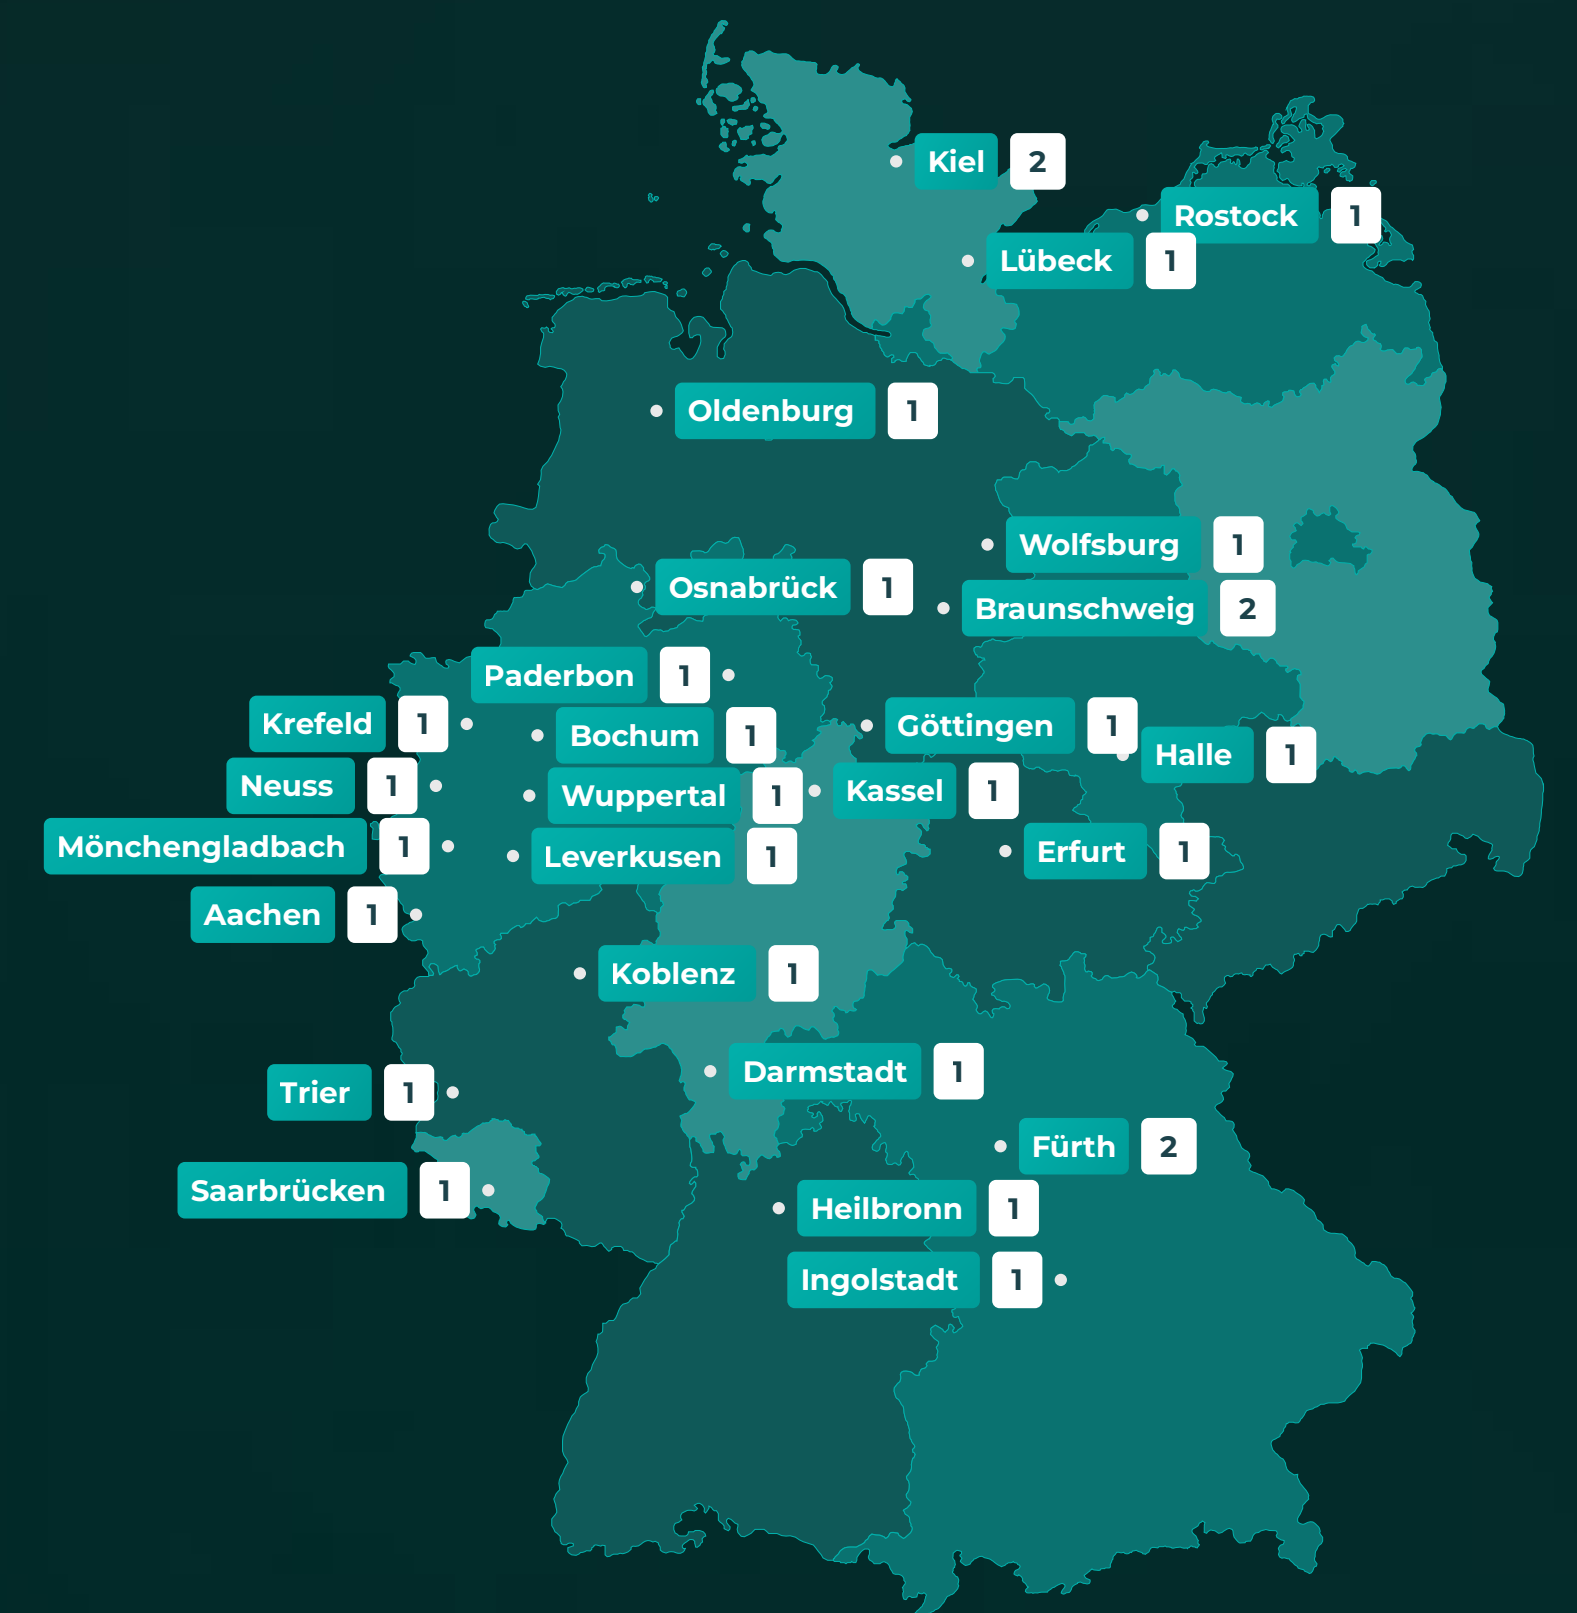 Kiel 2
Rostock 1
Lübeck 1
Oldenburg 1
Wolfsburg 1
Osnabrück 1
Braunschweig 2
Paderbon 1
Krefeld 1
Bochum 1
Göttingen 1
Halle 1
Neuss 1
Wuppertal 1
Kassel 1
Mönchengladbach 1
Leverkusen 1
Erfurt 1
Aachen 1
Koblenz 1
Darmstadt 1
Trier 1
Fürth 2
Saarbrücken 1
Heilbronn 1
Ingolstadt 1